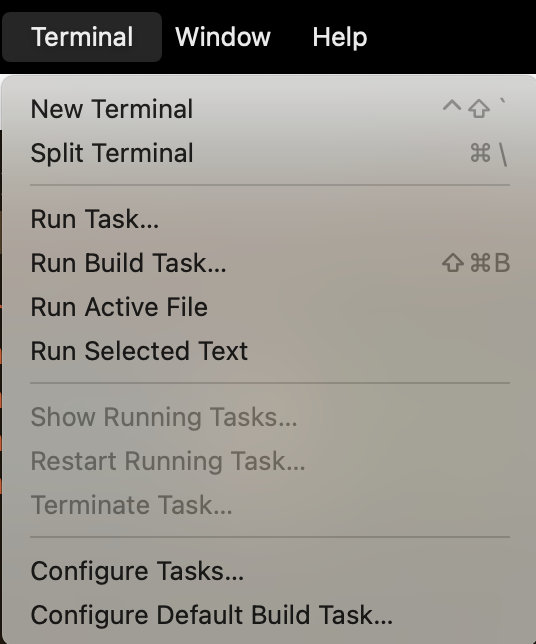 Terminal Window Help
New Terminal ⌃⇧`
Split Terminal ⌘\
Run Task...
Run Build Task... ⇧⌘B
Run Active File
Run Selected Text
Show Running Tasks...
Restart Running Task...
Terminate Task...
Configure Tasks...
Configure Default Build Task...